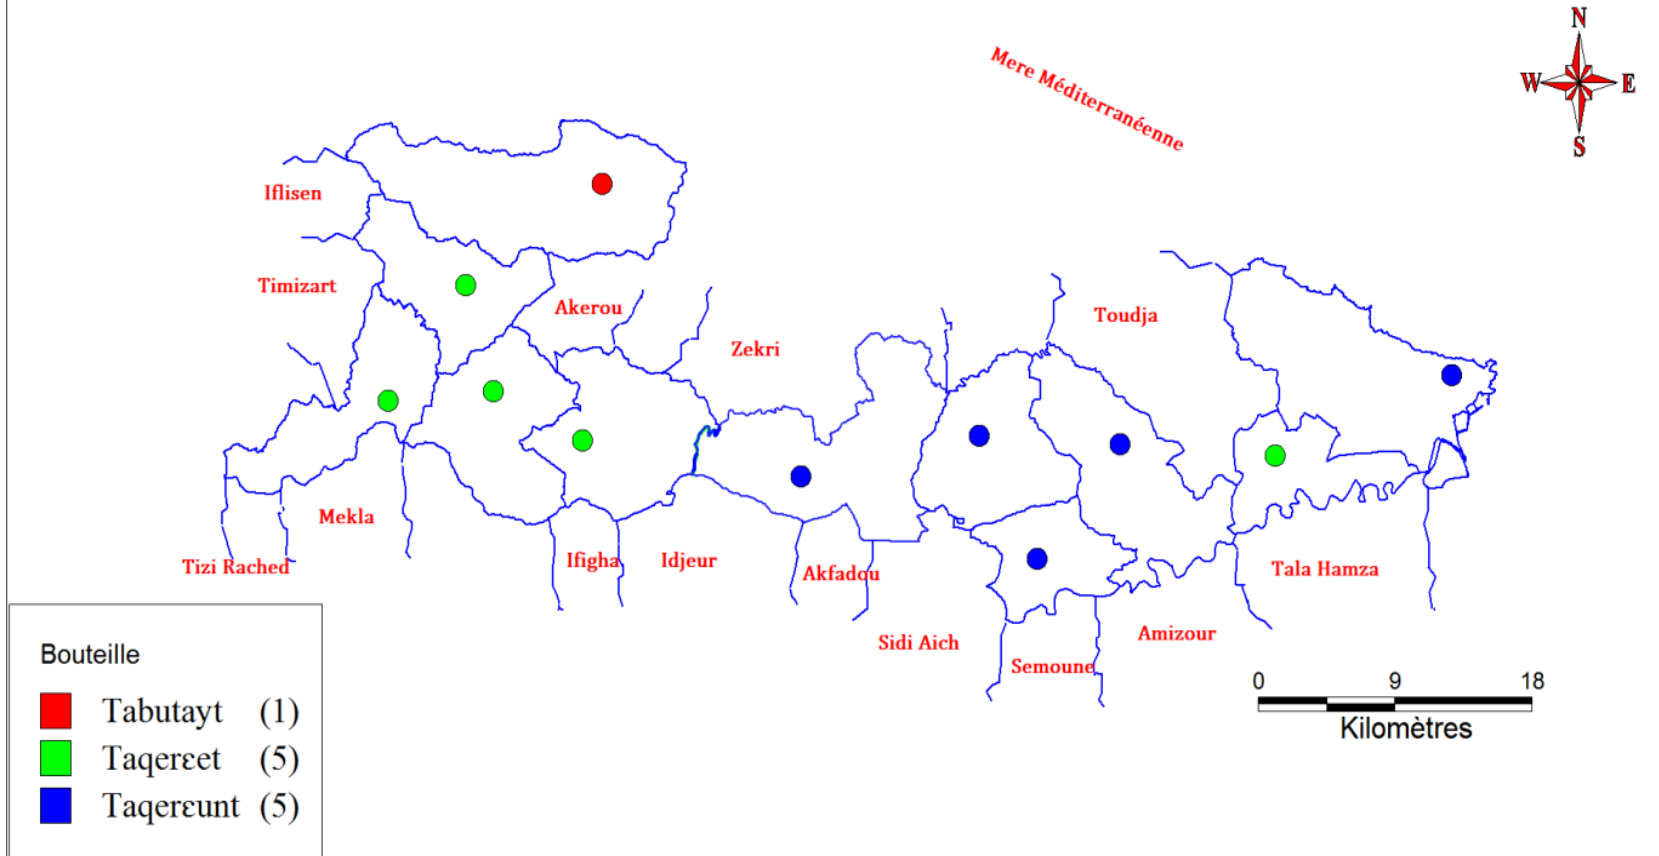 N
Mere Méditerranéenne
W E
S
Iflisen
Timizart
Akerou
Toudja
Zekri
Mekla
Tizi Rached
Ifigha
Idjeur
Akfadou
Tala Hamza
Sidi Aich
Amizour
Semoune
Bouteille
Tabutayt (1)
Taqerɛet (5)
Taqerɛunt (5)
0 9 18
Kilomètres